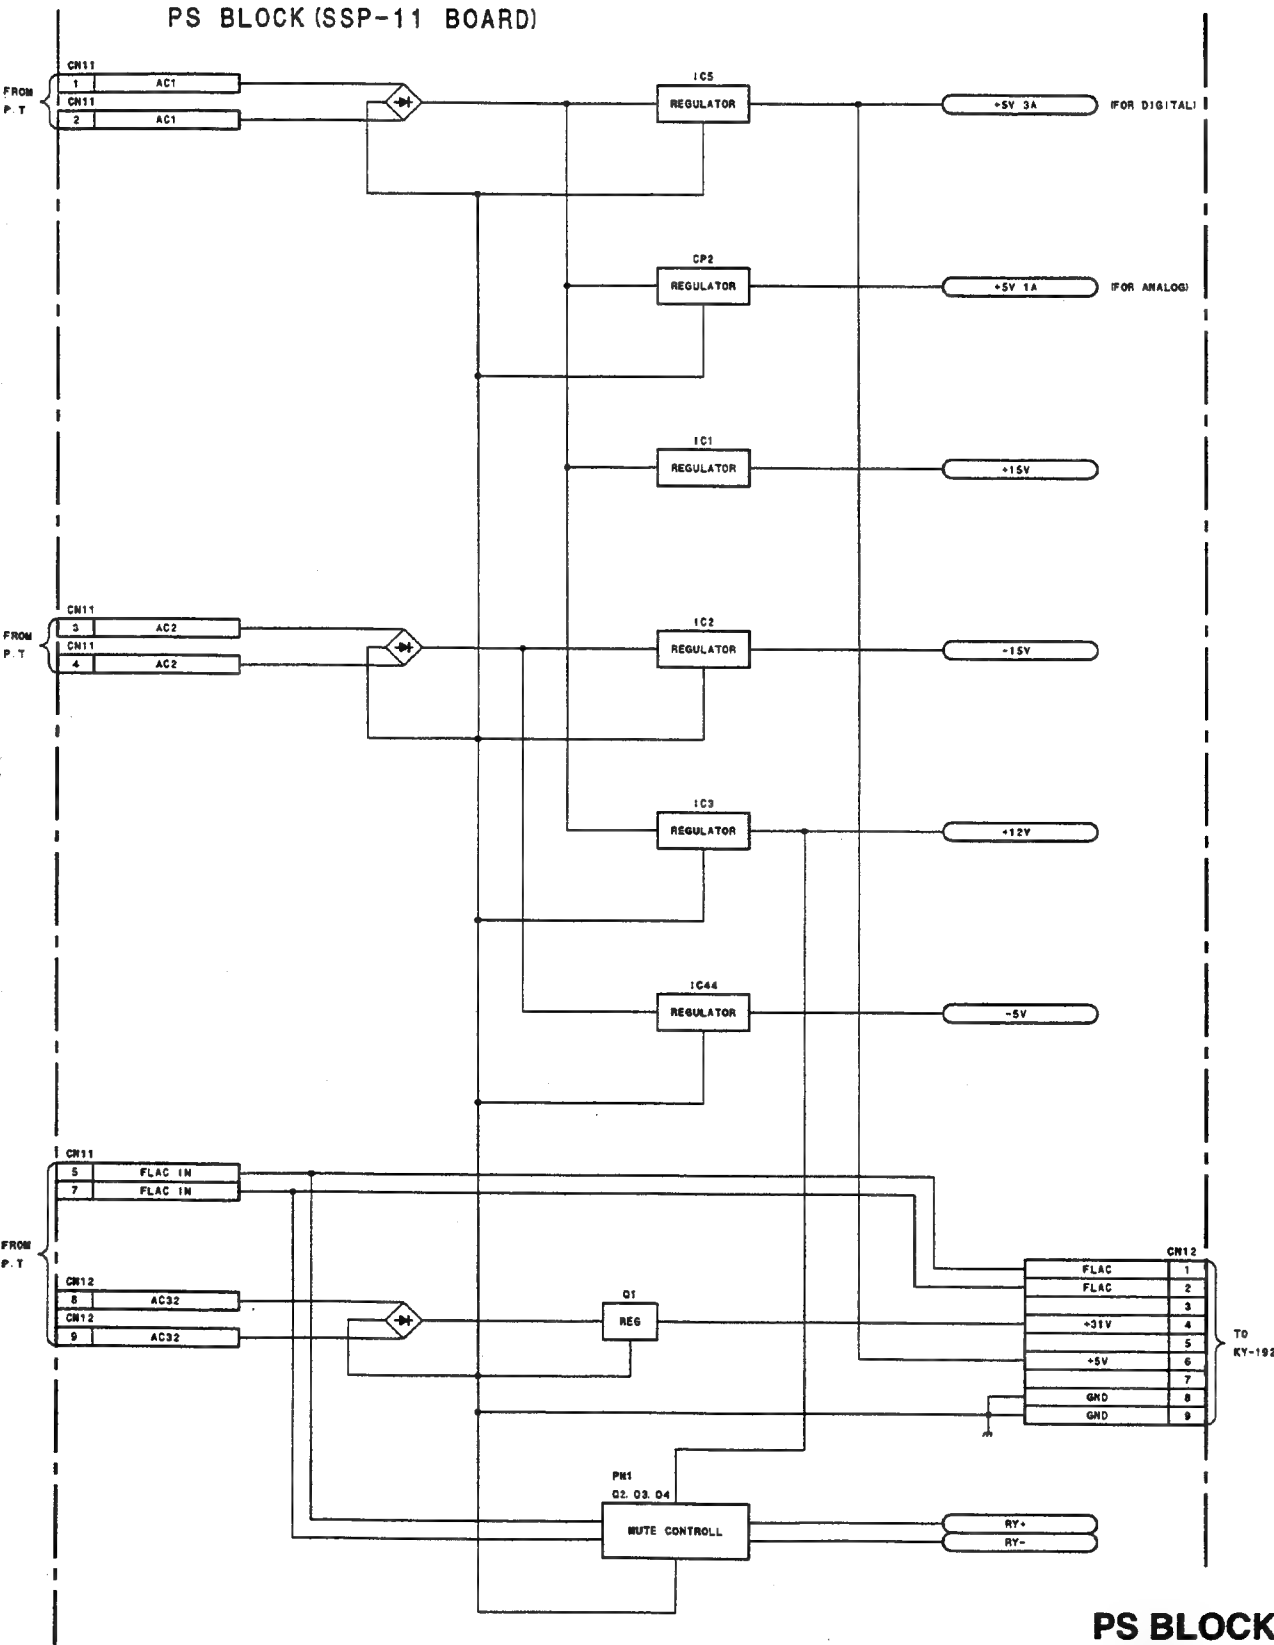 PS BLOCK (SSP-11 BOARD)
CN11
1 AC1
CN11
2 AC1
FROM
P.T
IC5
REGULATOR
+5V 3A
(FOR DIGITAL)
CP2
REGULATOR
+5V 1A
(FOR ANALOG)
IC1
REGULATOR
+15V
CN11
3 AC2
CN11
4 AC2
FROM
P.T
IC2
REGULATOR
-15V
IC3
REGULATOR
+12V
IC44
REGULATOR
-5V
CN11
5 FLAC IN
7 FLAC IN
FROM
P.T
CN12
8 AC32
CN12
9 AC32
Q1
REG
CN12
FLAC 1
FLAC 2
3
+31V 4
5
+5V 6
7
GND 8
GND 9
TO
KY-192
PH1
Q2. Q3. Q4
MUTE CONTROLL
RY+
RY-
PS BLOCK